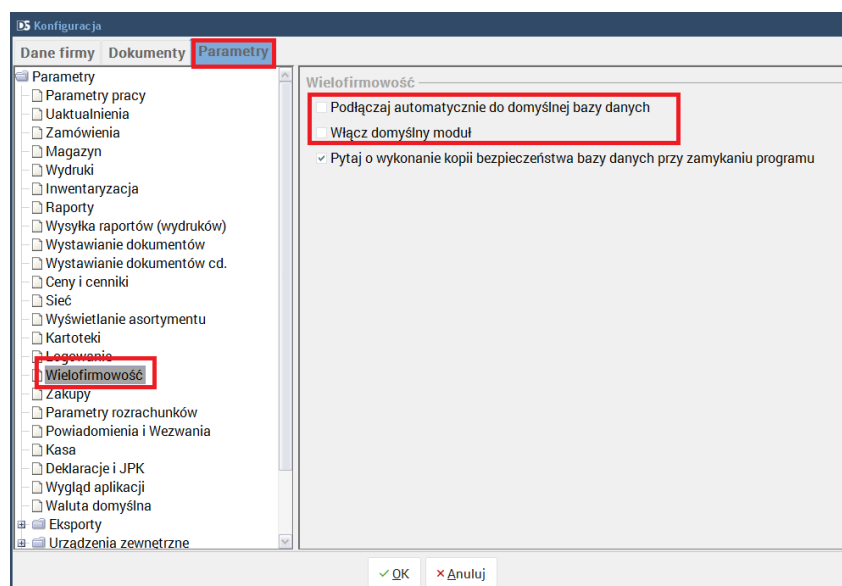 DS Konfiguracja
Dane firmy Dokumenty Parametry
Parametry
Parametry pracy
Uaktualnienia
Zamówienia
Magazyn
Wydruki
Inwentaryzacja
Raporty
Wysyłka raportów (wydruków)
Wystawianie dokumentów
Wystawianie dokumentów cd.
Ceny i cenniki
Sieć
Wyświetlanie asortymentu
Kartoteki
Logowanie
Wielofirmowość
Zakupy
Parametry rozrachunków
Powiadomienia i Wezwania
Kasa
Deklaracje i JPK
Wygląd aplikacji
Waluta domyślna
Eksporty
Urządzenia zewnętrzne
Wielofirmowość
Podłączaj automatycznie do domyślnej bazy danych
Włącz domyślny moduł
Pytaj o wykonanie kopii bezpieczeństwa bazy danych przy zamykaniu programu
OK Anuluj